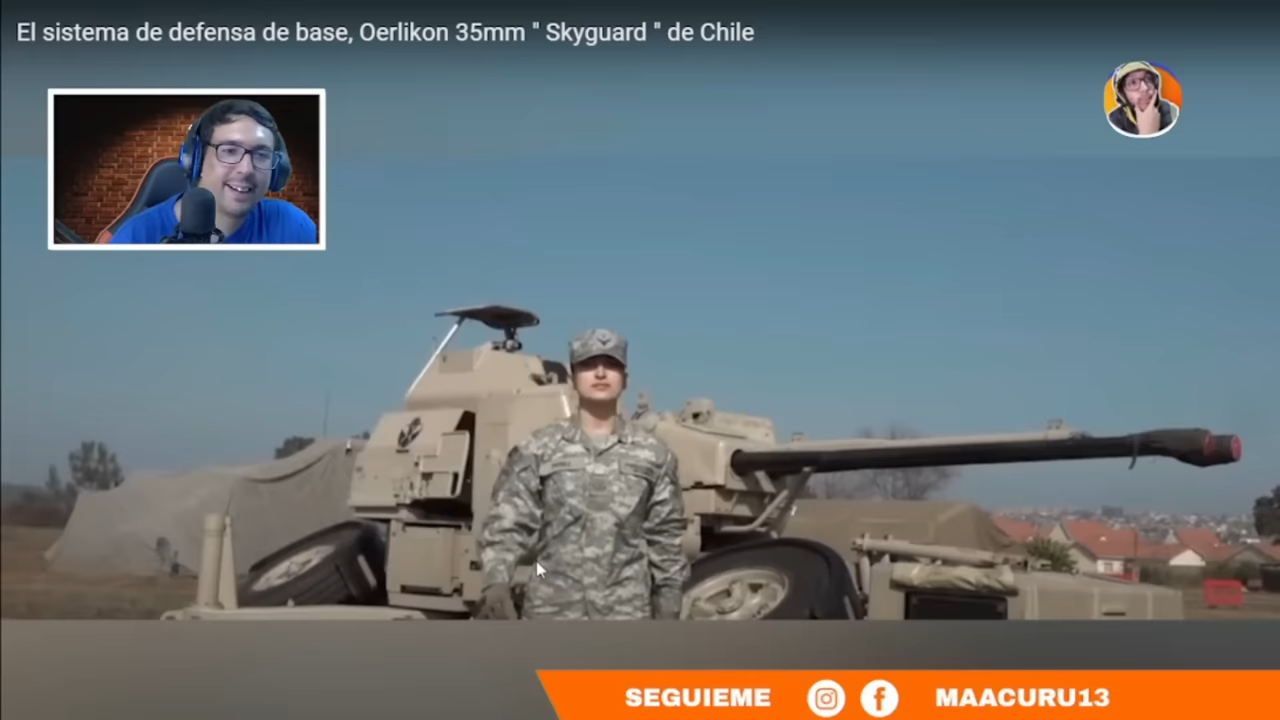 El sistema de defensa de base, Oerlikon 35mm " Skyguard " de Chile
SEGUIEME MAACURU13